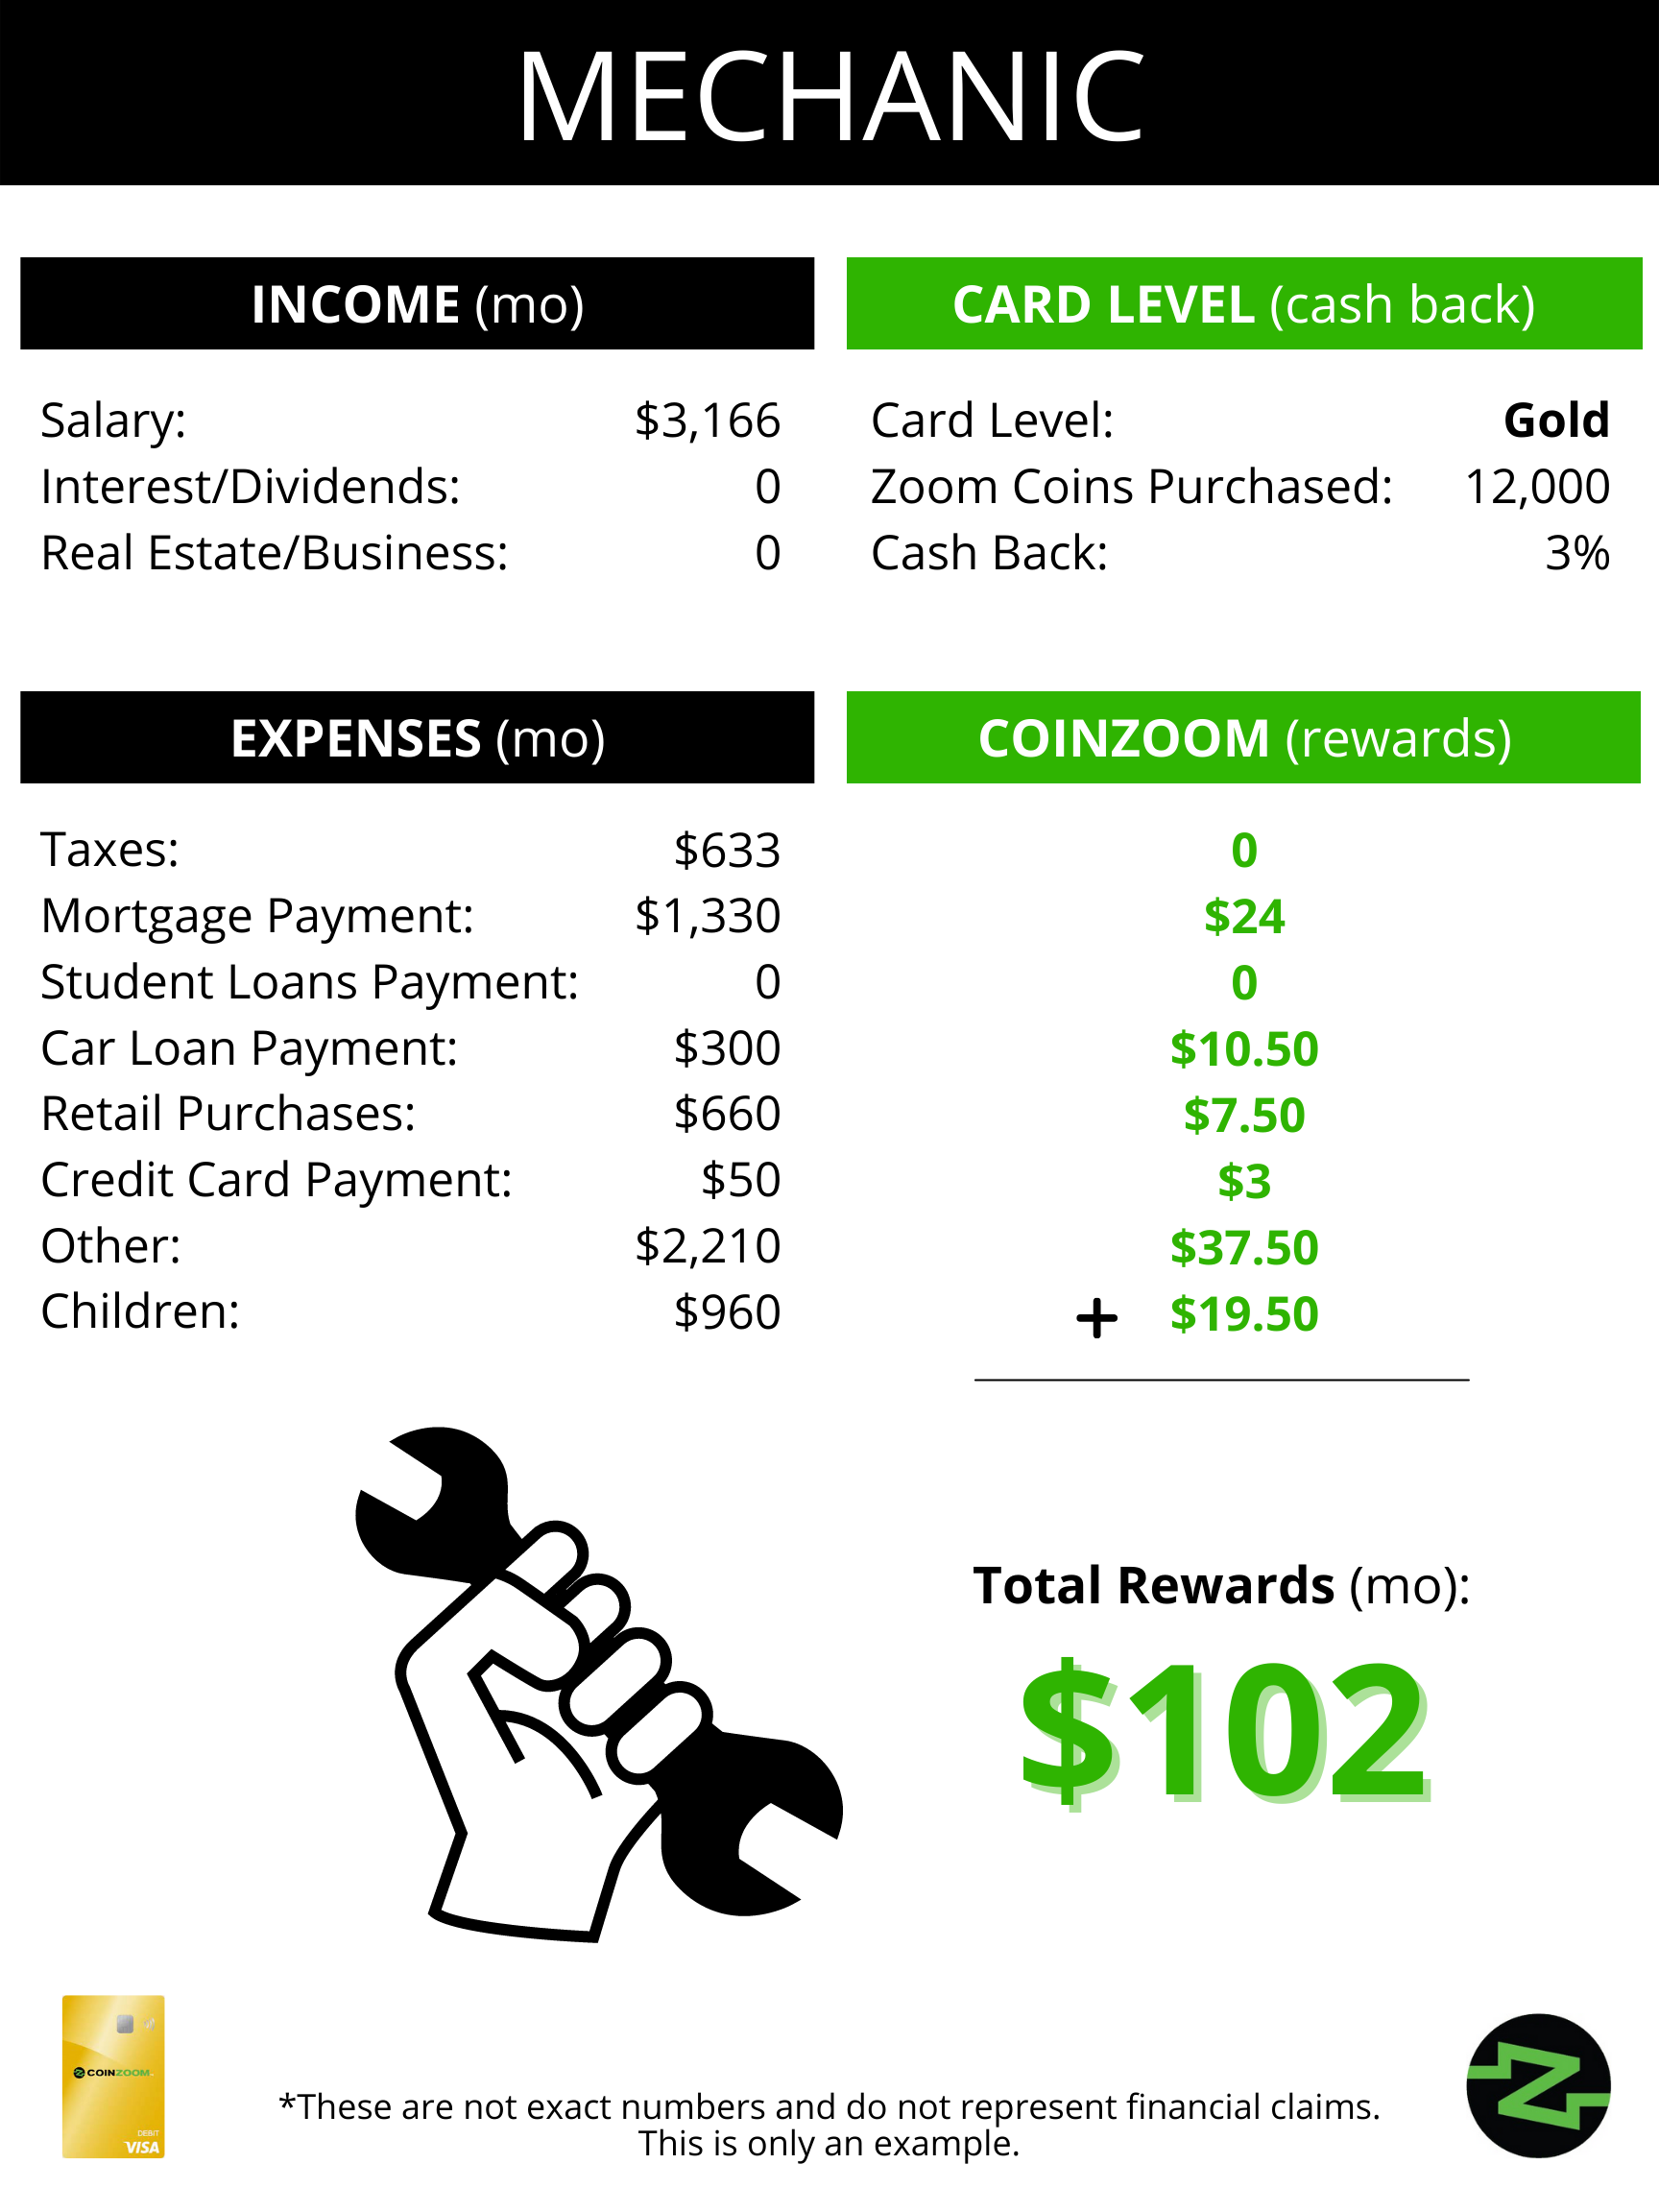 MECHANIC
INCOME (mo)
Salary: $3,166
Interest/Dividends: 0
Real Estate/Business: 0
CARD LEVEL (cash back)
Card Level: Gold
Zoom Coins Purchased: 12,000
Cash Back: 3%
EXPENSES (mo)
Taxes: $633
Mortgage Payment: $1,330
Student Loans Payment: 0
Car Loan Payment: $300
Retail Purchases: $660
Credit Card Payment: $50
Other: $2,210
Children: $960
COINZOOM (rewards)
0
$24
0
$10.50
$7.50
$3
$37.50
+ $19.50
Total Rewards (mo):
$102
COINZOOM
DEBIT
VISA
*These are not exact numbers and do not represent financial claims.
This is only an example.